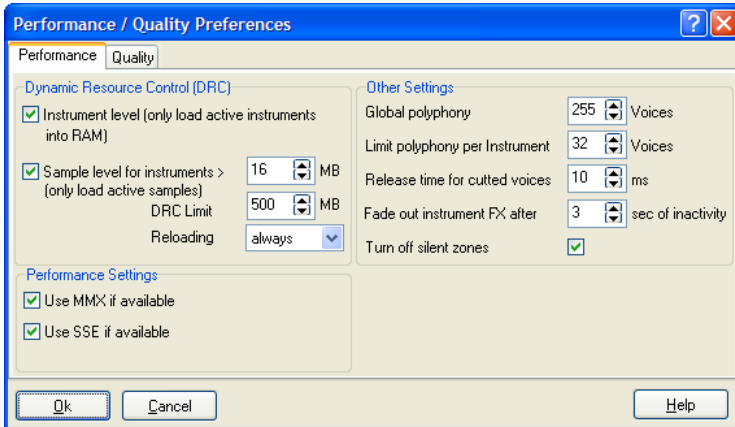 Performance / Quality Preferences
Performance
Quality
Dynamic Resource Control (DRC)
Instrument level (only load active instruments
into RAM)
Sample level for instruments > 16 MB
(only load active samples)
DRC Limit 500 MB
Reloading always
Performance Settings
Use MMX if available
Use SSE if available
Other Settings
Global polyphony 255 Voices
Limit polyphony per Instrument 32 Voices
Release time for cutted voices 10 ms
Fade out instrument FX after 3 sec of inactivity
Turn off silent zones
Ok
Cancel
Help